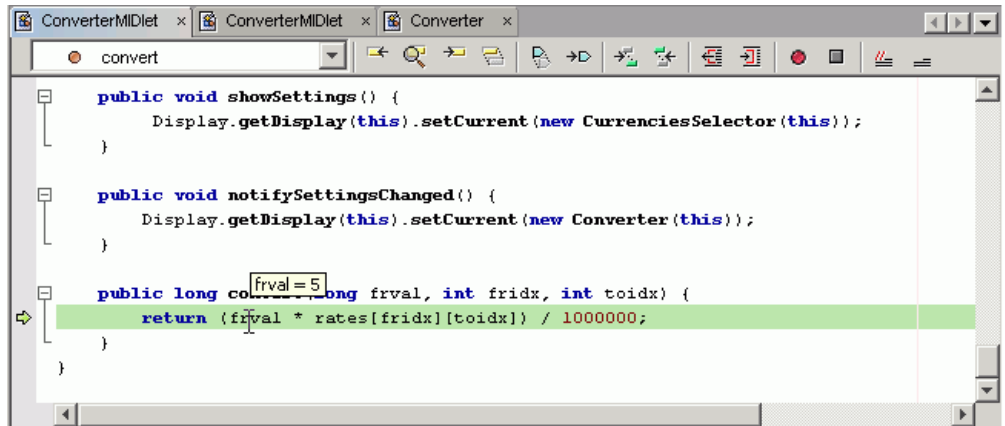 ConverterMIDlet × ConverterMIDlet × Converter ×
convert
public void showSettings() {
Display.getDisplay(this).setCurrent(new CurrenciesSelector(this));
}
public void notifySettingsChanged() {
Display.getDisplay(this).setCurrent(new Converter(this));
}
frval = 5
public long long frval, int fridx, int toidx) {
return (frval * rates[fridx][toidx]) / 1000000;
}
}